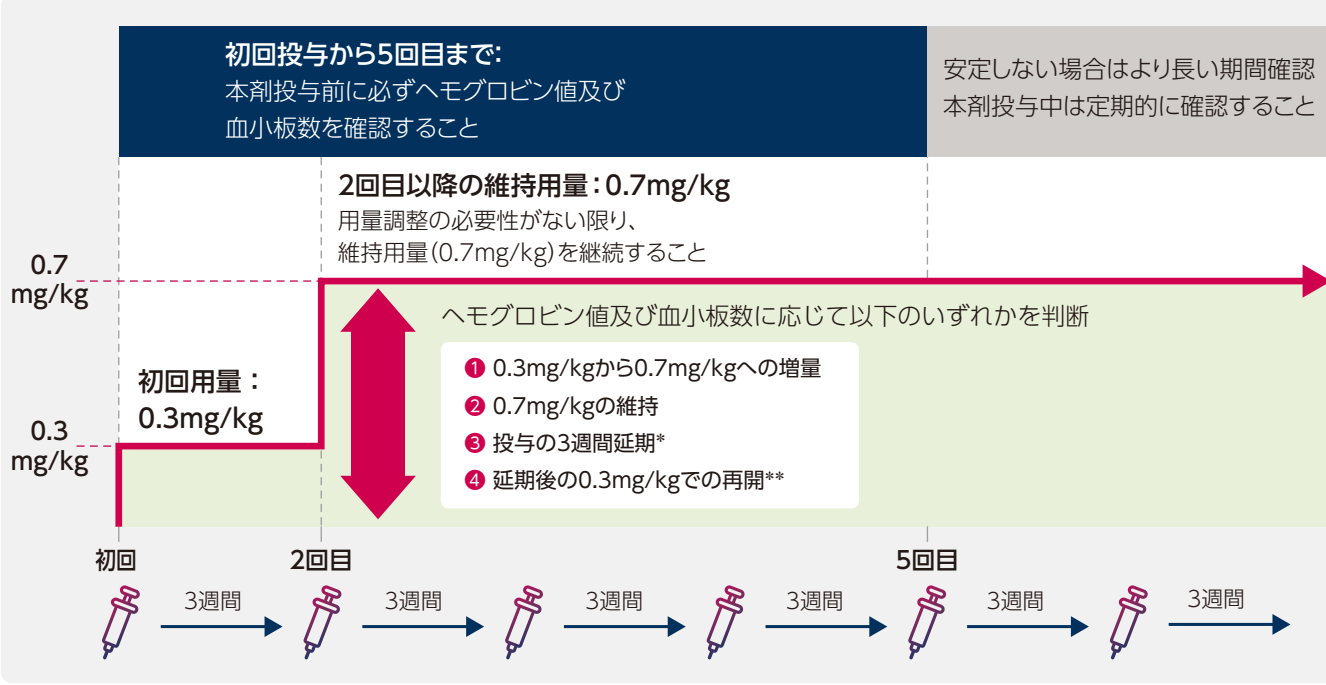 初回投与から5回目まで:
本剤投与前に必ずヘモグロビン値及び
血小板数を確認すること
安定しない場合はより長い期間確認
本剤投与中は定期的に確認すること
2回目以降の維持用量:0.7mg/kg
用量調整の必要性がない限り、
維持用量(0.7mg/kg)を継続すること
0.7
mg/kg
ヘモグロビン値及び血小板数に応じて以下のいずれかを判断
❶ 0.3mg/kgから0.7mg/kgへの増量
❷ 0.7mg/kgの維持
❸ 投与の3週間延期*
❹ 延期後の0.3mg/kgでの再開**
初回用量:
0.3mg/kg
0.3
mg/kg
初回
2回目
5回目
3週間
3週間
3週間
3週間
3週間
3週間